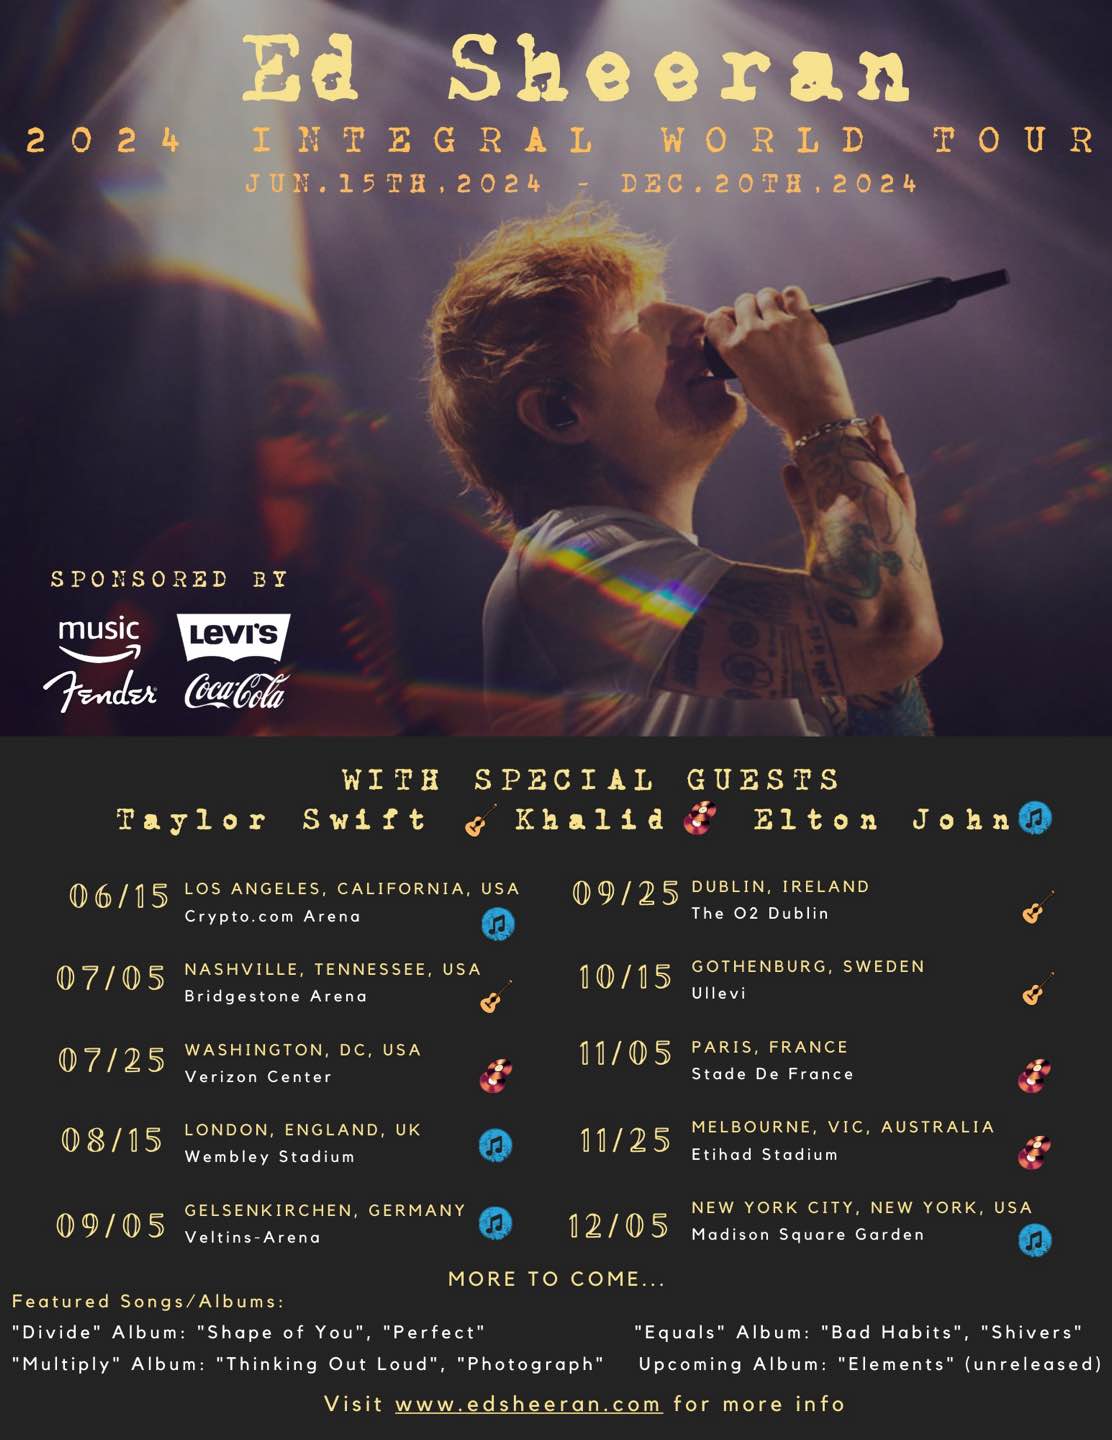 Ed Sheeran
2024 INTEGRAL WORLD TOUR
JUN.15TH,2024 - DEC.20TH,2024
SPONSORED BY
music
LEVI'S
Fender
Coca-Cola
WITH SPECIAL GUESTS
Taylor Swift Khalid Elton John
06/15 LOS ANGELES, CALIFORNIA, USA
Crypto.com Arena
07/05 NASHVILLE, TENNESSEE, USA
Bridgestone Arena
07/25 WASHINGTON, DC, USA
Verizon Center
08/15 LONDON, ENGLAND, UK
Wembley Stadium
09/05 GELSENKIRCHEN, GERMANY
Veltins-Arena
09/25 DUBLIN, IRELAND
The O2 Dublin
10/15 GOTHENBURG, SWEDEN
Ullevi
11/05 PARIS, FRANCE
Stade De France
11/25 MELBOURNE, VIC, AUSTRALIA
Etihad Stadium
12/05 NEW YORK CITY, NEW YORK, USA
Madison Square Garden
MORE TO COME...
Featured Songs/Albums:
"Divide" Album: "Shape of You", "Perfect"
"Multiply" Album: "Thinking Out Loud", "Photograph"
"Equals" Album: "Bad Habits", "Shivers"
Upcoming Album: "Elements" (unreleased)
Visit www.edsheeran.com for more info